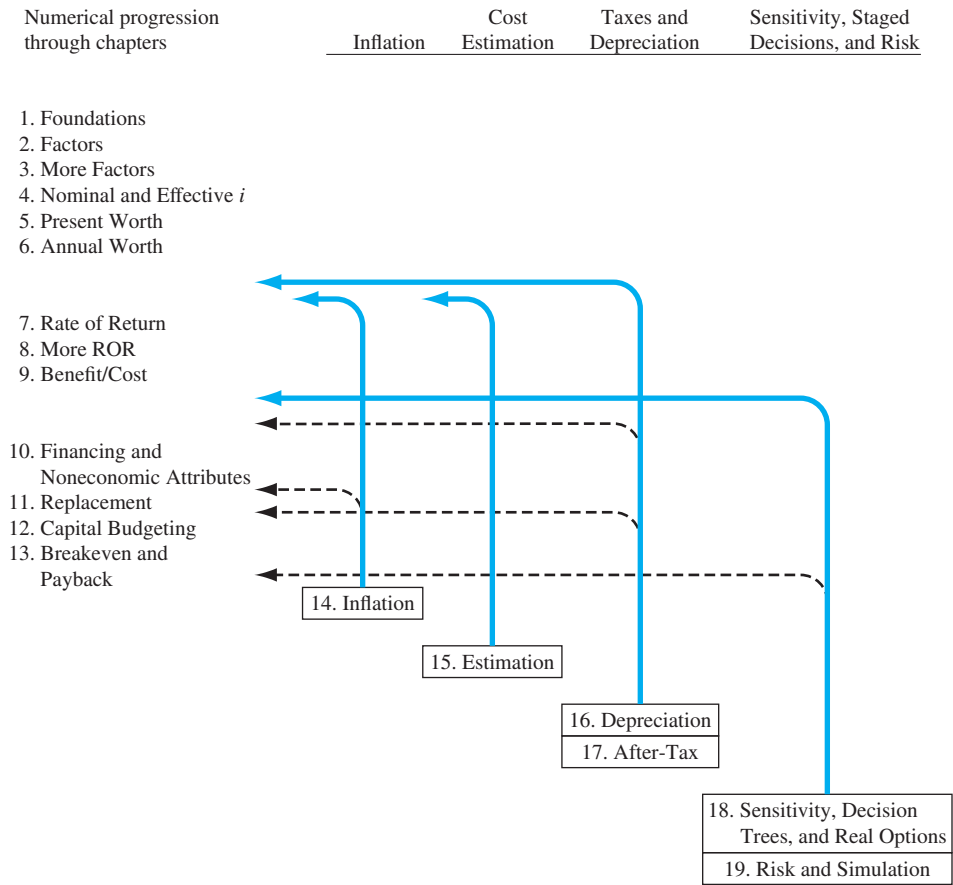 Numerical progression
through chapters
Inflation
Cost
Estimation
Taxes and
Depreciation
Sensitivity, Staged
Decisions, and Risk
1. Foundations
2. Factors
3. More Factors
4. Nominal and Effective i
5. Present Worth
6. Annual Worth
7. Rate of Return
8. More ROR
9. Benefit/Cost
10. Financing and
Noneconomic Attributes
11. Replacement
12. Capital Budgeting
13. Breakeven and
Payback
14. Inflation
15. Estimation
16. Depreciation
17. After-Tax
18. Sensitivity, Decision
Trees, and Real Options
19. Risk and Simulation